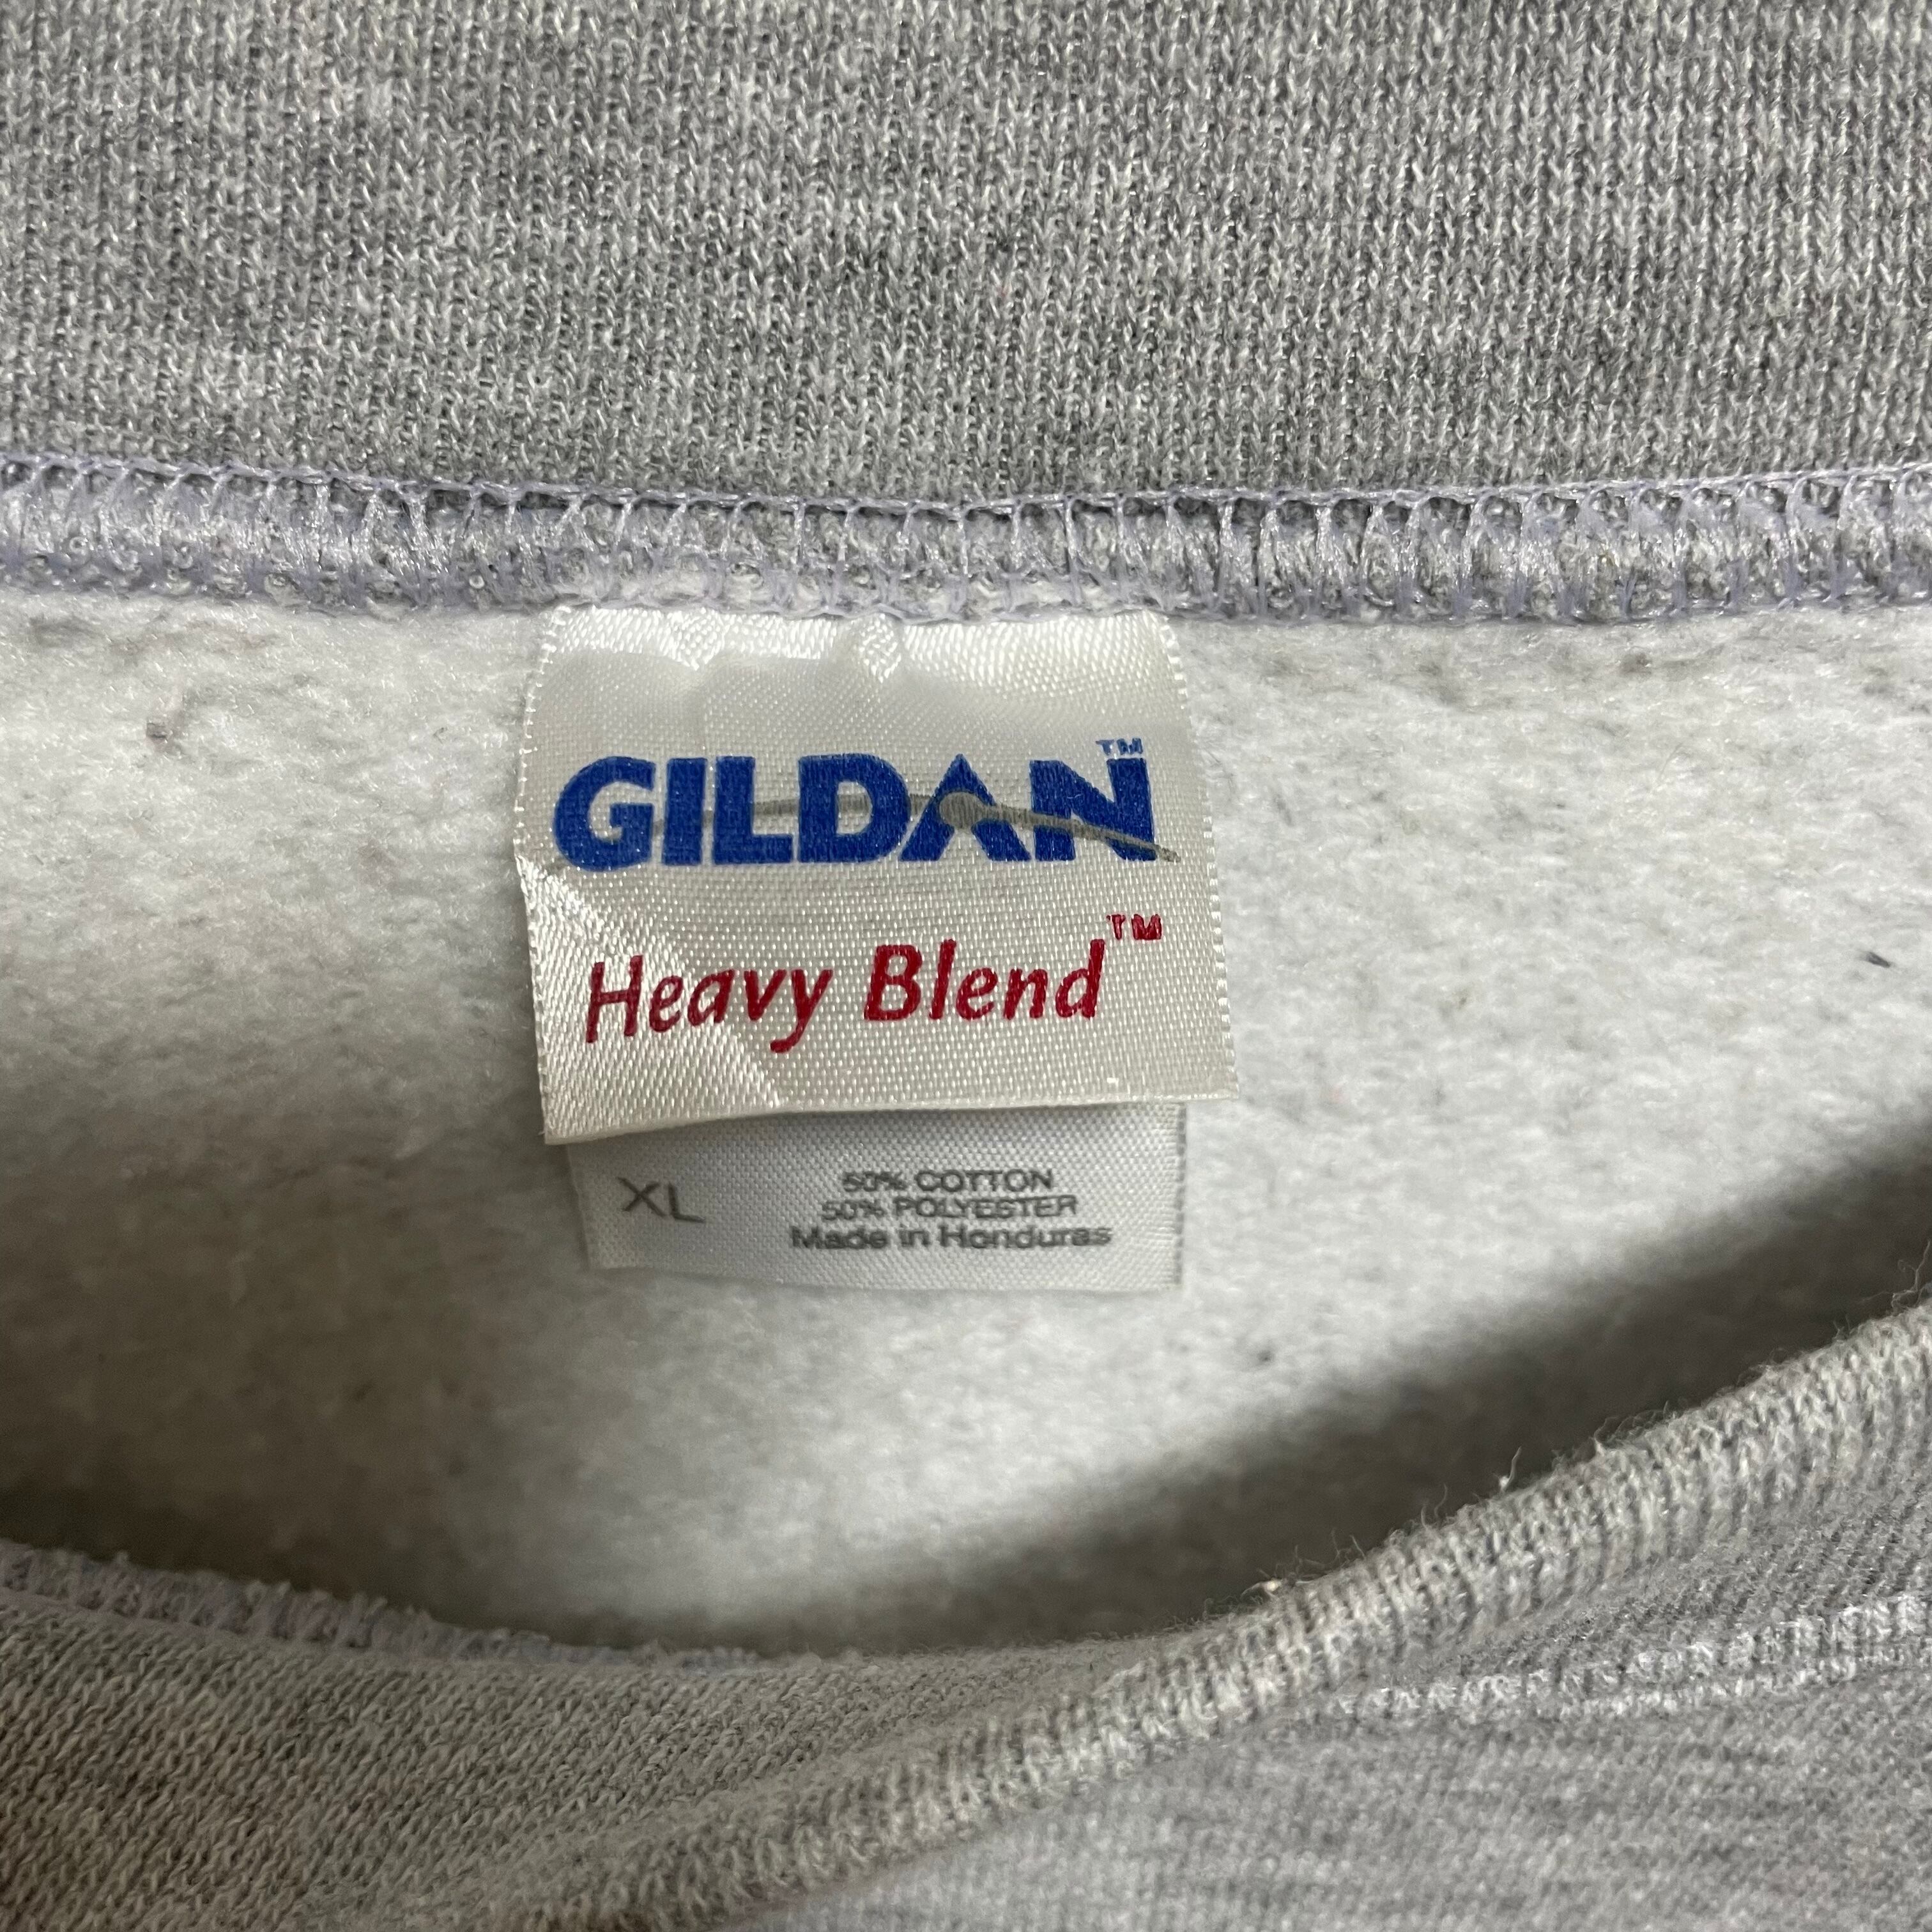 GILDAN™
Heavy Blend™
XL
50% COTTON
50% POLYESTER
Made in Honduras